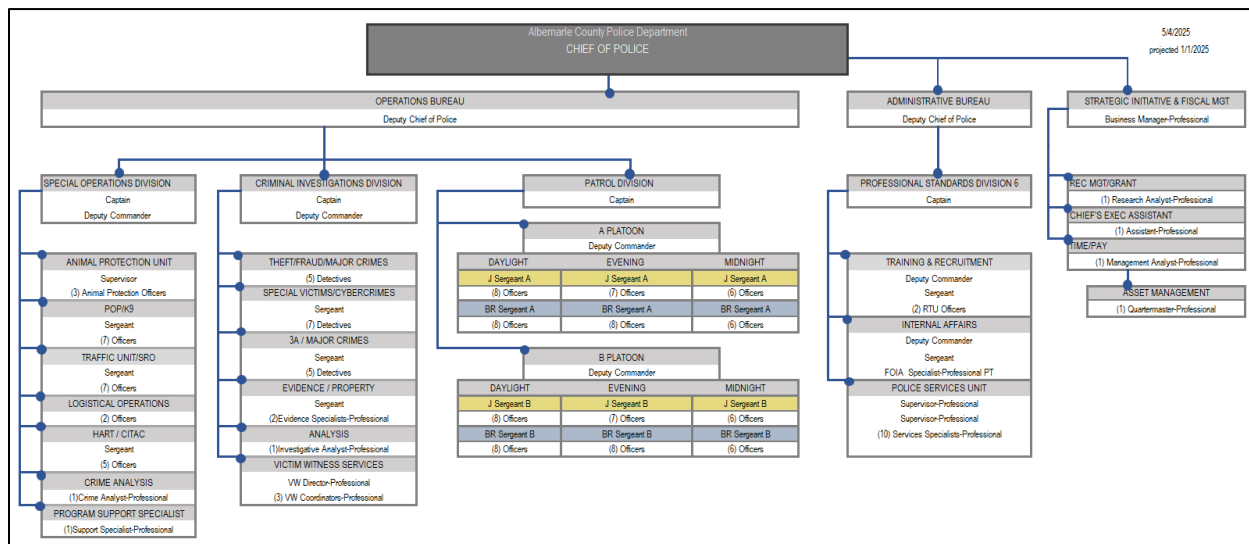 Albemarle County Police Department
CHIEF OF POLICE
5/4/2025
projected 1/1/2025
OPERATIONS BUREAU
Deputy Chief of Police
ADMINISTRATIVE BUREAU
Deputy Chief of Police
STRATEGIC INITIATIVE & FISCAL MGT
Business Manager-Professional
SPECIAL OPERATIONS DIVISION
Captain
Deputy Commander
ANIMAL PROTECTION UNIT
Supervisor
(3) Animal Protection Officers
POP/K9
Sergeant
(7) Officers
TRAFFIC UNIT/SRO
Sergeant
(7) Officers
LOGISTICAL OPERATIONS
(2) Officers
HART / CITAC
Sergeant
(5) Officers
CRIME ANALYSIS
(1)Crime Analyst-Professional
PROGRAM SUPPORT SPECIALIST
(1)Support Specialist-Professional
CRIMINAL INVESTIGATIONS DIVISION
Captain
Deputy Commander
THEFT/FRAUD/MAJOR CRIMES
(5) Detectives
SPECIAL VICTIMS/CYBERCRIMES
Sergeant
(7) Detectives
3A / MAJOR CRIMES
Sergeant
(5) Detectives
EVIDENCE / PROPERTY
Sergeant
(2)Evidence Specialists-Professional
ANALYSIS
(1)Investigative Analyst-Professional
VICTIM WITNESS SERVICES
VW Director-Professional
(3) VW Coordinators-Professional
PATROL DIVISION
Captain
A PLATOON
Deputy Commander
DAYLIGHT EVENING MIDNIGHT
J Sergeant A J Sergeant A J Sergeant A
(8) Officers (7) Officers (6) Officers
BR Sergeant A BR Sergeant A BR Sergeant A
(8) Officers (8) Officers (6) Officers
B PLATOON
Deputy Commander
DAYLIGHT EVENING MIDNIGHT
J Sergeant B J Sergeant B J Sergeant B
(8) Officers (7) Officers (6) Officers
BR Sergeant B BR Sergeant B BR Sergeant B
(8) Officers (8) Officers (6) Officers
PROFESSIONAL STANDARDS DIVISION 6
Captain
TRAINING & RECRUITMENT
Deputy Commander
Sergeant
(2) RTU Officers
INTERNAL AFFAIRS
Deputy Commander
Sergeant
FOIA Specialist-Professional PT
POLICE SERVICES UNIT
Supervisor-Professional
Supervisor-Professional
(10) Services Specialists-Professional
REC MGT/GRANT
(1) Research Analyst-Professional
CHIEF'S EXEC ASSISTANT
(1) Assistant-Professional
TIME/PAY
(1) Management Analyst-Professional
ASSET MANAGEMENT
(1) Quartermaster-Professional